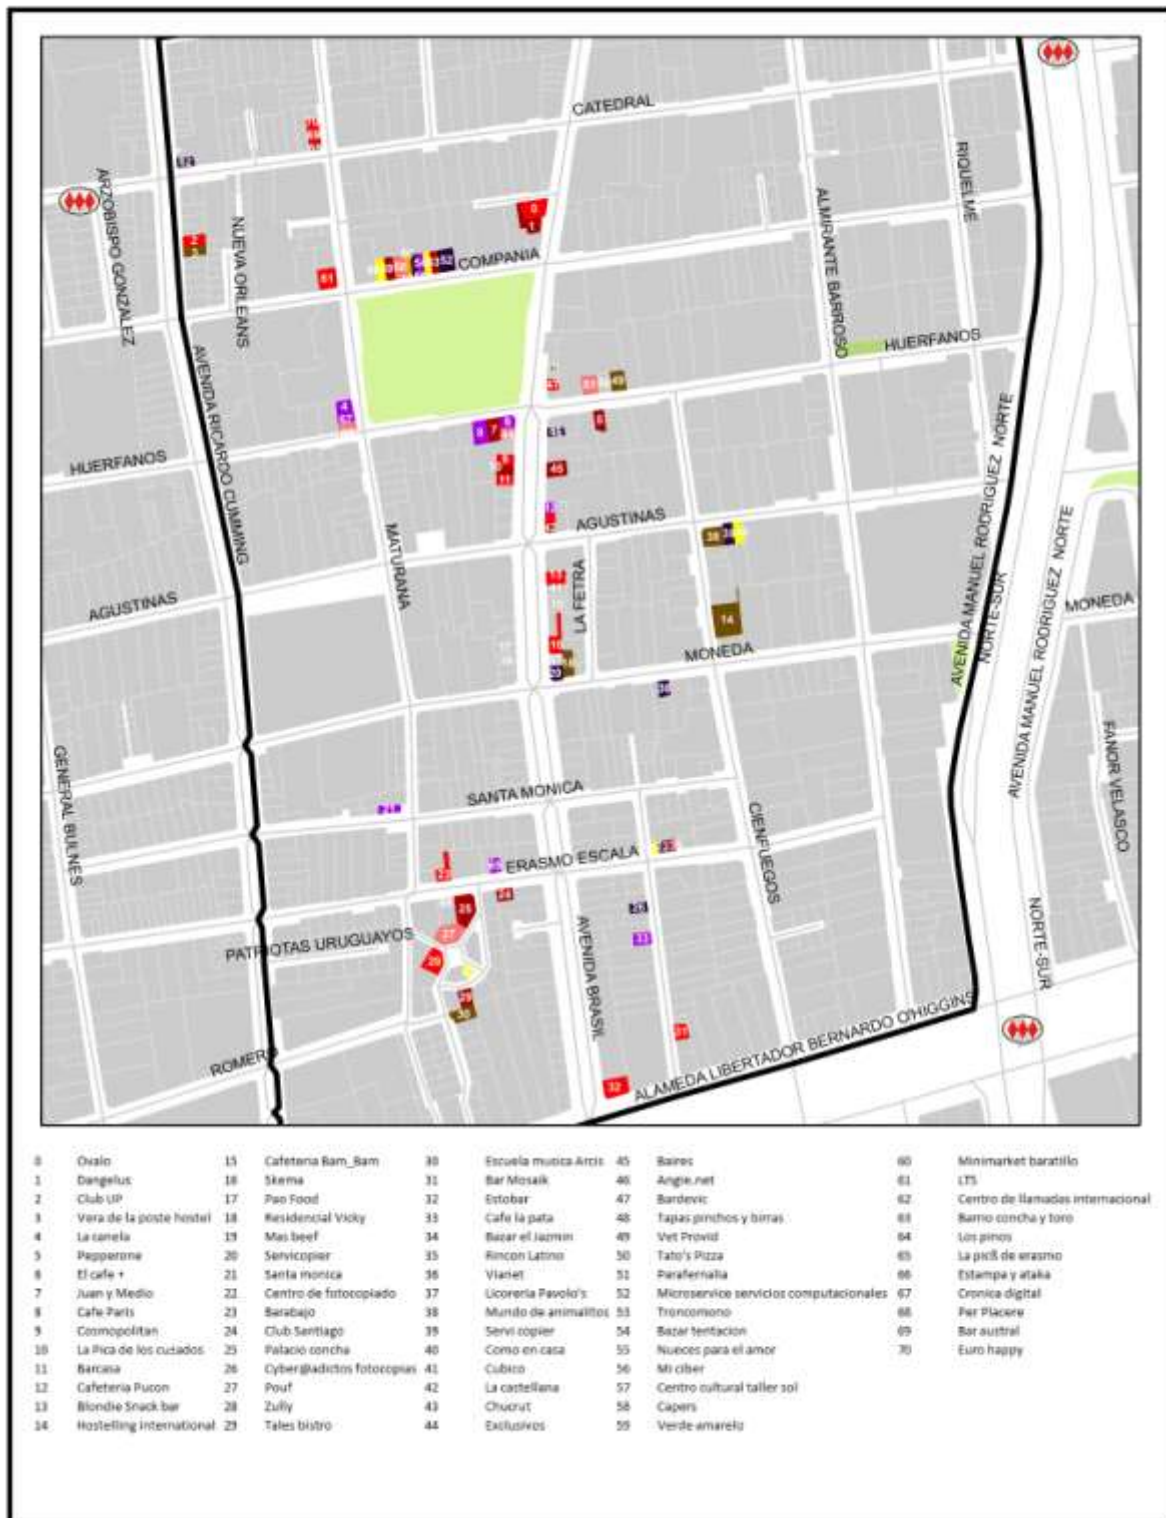 CATEDRAL
RIQUELME
ARZOBISPO GONZALEZ
NUEVA ORLEANS
ALMIRANTE BARROSO
COMPANIA
HUERFANOS
AVENIDA RICARDO CUMMING
HUERFANOS
AGUSTINAS
MATURANA
LA FETRA
AGUSTINAS
MONEDA
AVENIDA MANUEL RODRIGUEZ NORTE
NORTE-SUR
AVENIDA MANUEL RODRIGUEZ NORTE
MONEDA
GENERAL BULNES
SANTA MONICA
CIENFUEGOS
FANOR VELASCO
ERASMO ESCALA
PATRIOTAS URUGUAYOS
AVENIDA BRASIL
NORTE-SUR
ROMERO
ALAMEDA LIBERTADOR BERNARDO O'HIGGINS
0 Ovalo 15 Cafeteria Bam_Bam 30 Escuela musica Arcis 45 Baires 60 Minimarket baratillo
1 Dangelus 16 Skema 31 Bar Mosaik 46 Angie.net 61 LTS
2 Club UP 17 Pao Food 32 Estobar 47 Bardevic 62 Centro de llamadas internacional
3 Vera de la poste hostel 18 Residencial Vicky 33 Cafe la pata 48 Tapas pinchos y birras 63 Barrio concha y toro
4 La canela 19 Mas beef 34 Bazar el Jazmin 49 Vet Provid 64 Los pinos
5 Pepperone 20 Servicopier 35 Rincon Latino 50 Tato's Pizza 65 La picß de erasmo
6 El cafe + 21 Santa monica 36 Vianet 51 Parafernalia 66 Estampa y ataka
7 Juan y Medio 22 Centro de fotocopiado 37 Licoreria Pavolo's 52 Microservice servicios computacionales 67 Cronica digital
8 Cafe Paris 23 Barabajo 38 Mundo de animalitos 53 Troncomono 68 Per Piacere
9 Cosmopolitan 24 Club Santiago 39 Servi copier 54 Bazar tentacion 69 Bar austral
10 La Pica de los cu±ados 25 Palacio concha 40 Como en casa 55 Nueces para el amor 70 Euro happy
11 Barcasa 26 Cyber@adictos fotocopias 41 Cubico 56 Mi ciber
12 Cafeteria Pucon 27 Pouf 42 La castellana 57 Centro cultural taller sol
13 Blondie Snack bar 28 Zully 43 Chucrut 58 Capers
14 Hostelling International 29 Tales bistro 44 Exclusivos 59 Verde amarelo